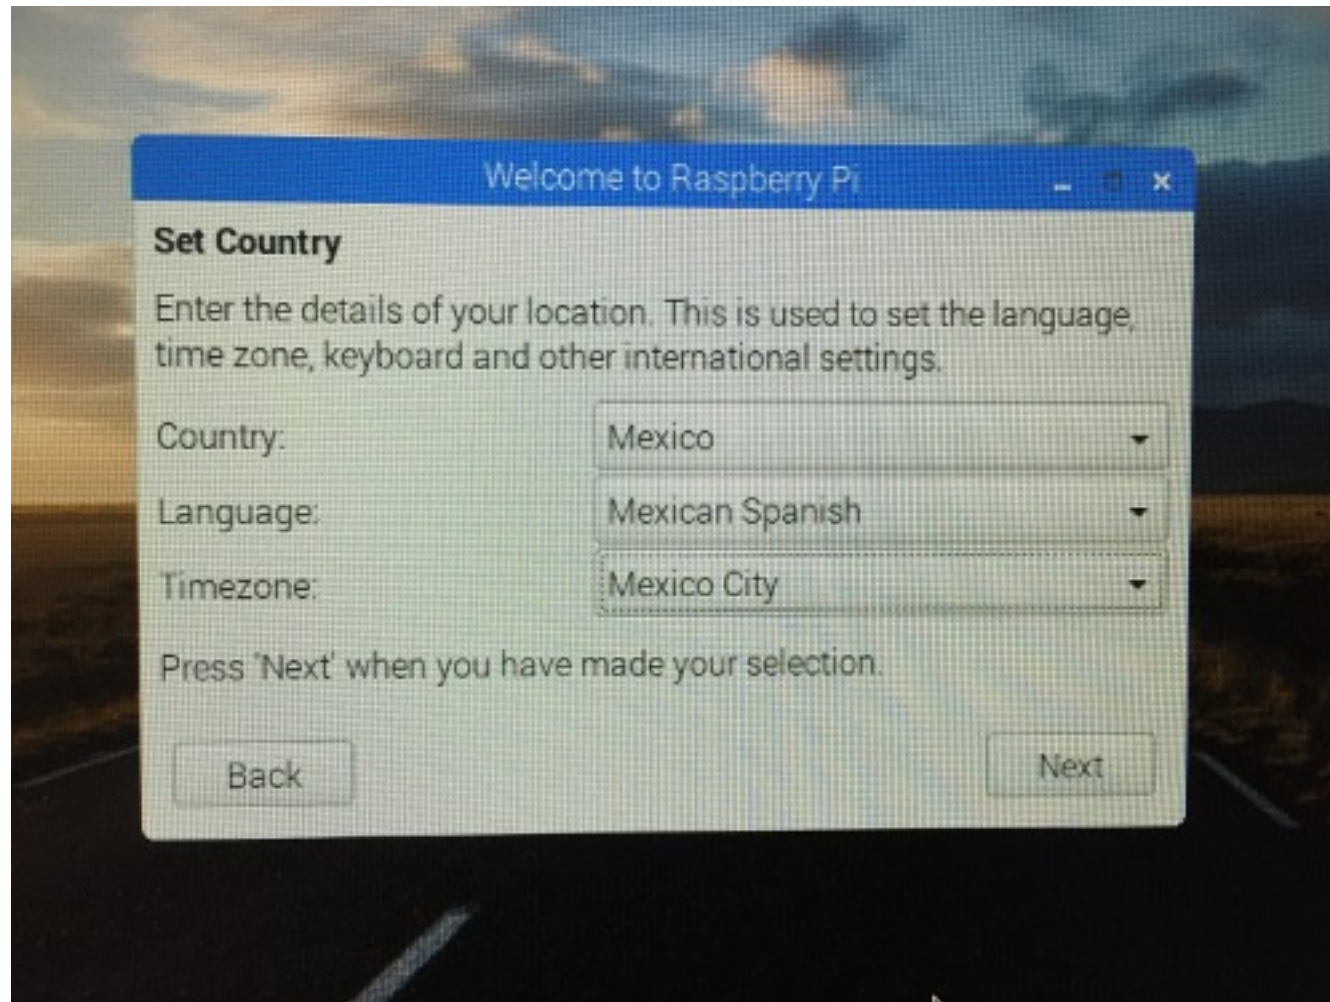 Welcome to Raspberry Pi
Set Country
Enter the details of your location. This is used to set the language,
time zone, keyboard and other international settings.
Country: Mexico
Language: Mexican Spanish
Timezone: Mexico City
Press 'Next' when you have made your selection.
Back Next